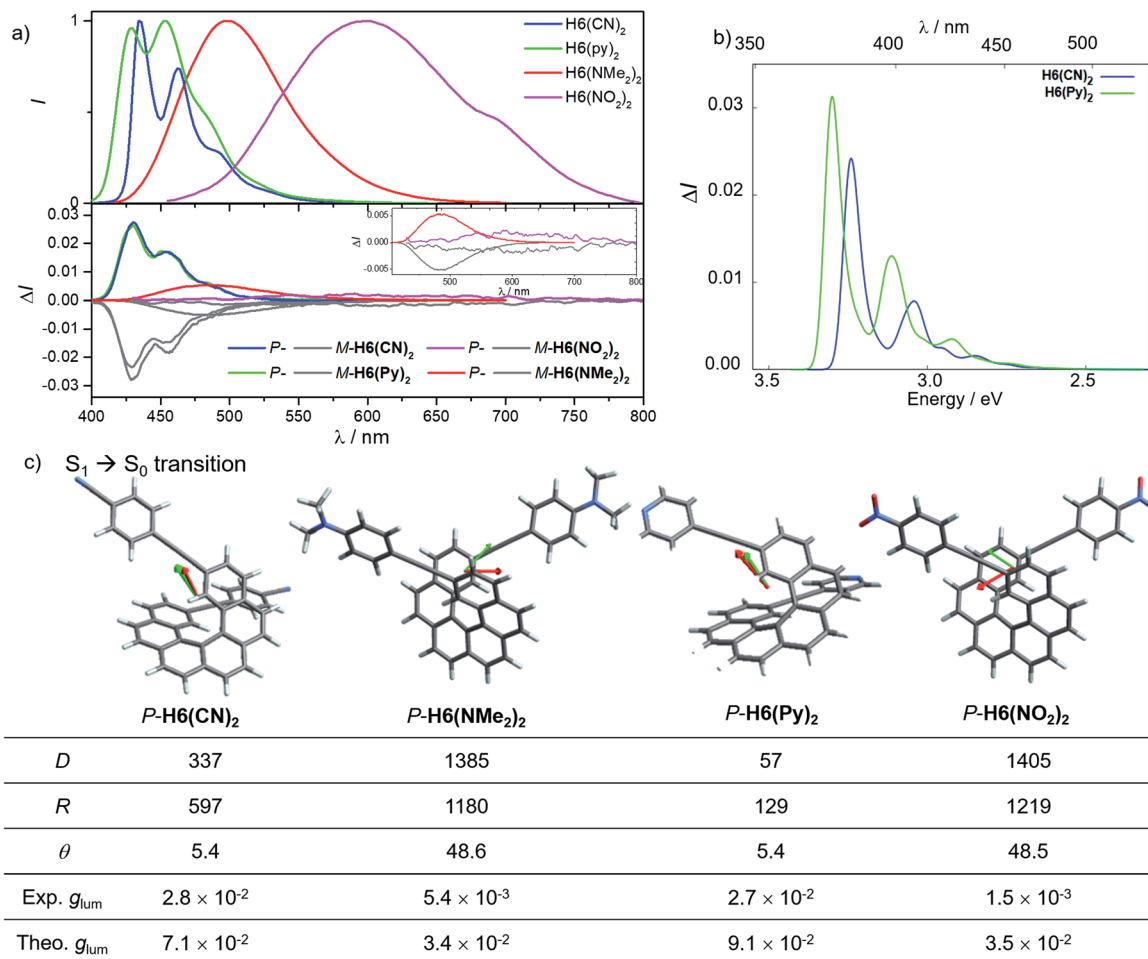 a)
1
I
0
H6(CN)₂
H6(py)₂
H6(NMe₂)₂
H6(NO₂)₂
0.03
0.02
0.01
0.00
-0.01
-0.02
-0.03
ΔI
0.005
0.000
-0.005
ΔI
500 600 700 800
λ / nm
P- M-H6(CN)₂ P- M-H6(NO₂)₂
P- M-H6(Py)₂ P- M-H6(NMe₂)₂
400 450 500 550 600 650 700 750 800
λ / nm
b)
λ / nm
350 400 450 500
H6(CN)₂
H6(Py)₂
0.03
0.02
0.01
0.00
ΔI
3.5 3.0 2.5
Energy / eV
c) S₁ → S₀ transition
P-H6(CN)₂ P-H6(NMe₂)₂ P-H6(Py)₂ P-H6(NO₂)₂
D 337 1385 57 1405
R 597 1180 129 1219
θ 5.4 48.6 5.4 48.5
Exp. g_lum 2.8 × 10⁻² 5.4 × 10⁻³ 2.7 × 10⁻² 1.5 × 10⁻³
Theo. g_lum 7.1 × 10⁻² 3.4 × 10⁻² 9.1 × 10⁻² 3.5 × 10⁻²